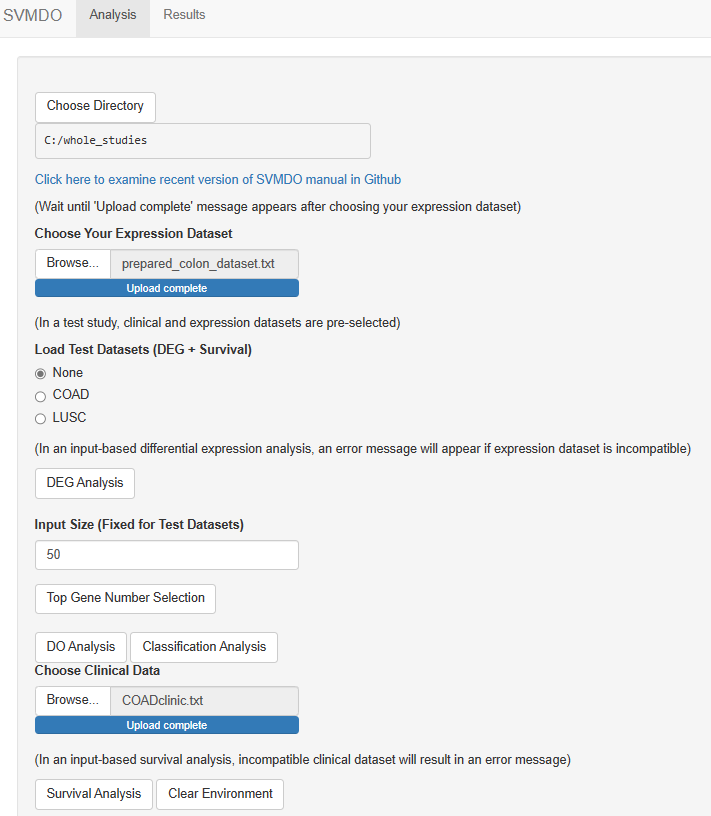 SVMDO Analysis Results
Choose Directory
C:/whole_studies
Click here to examine recent version of SVMDO manual in Github
(Wait until 'Upload complete' message appears after choosing your expression dataset)
Choose Your Expression Dataset
Browse... prepared_colon_dataset.txt
Upload complete
(In a test study, clinical and expression datasets are pre-selected)
Load Test Datasets (DEG + Survival)
None
COAD
LUSC
(In an input-based differential expression analysis, an error message will appear if expression dataset is incompatible)
DEG Analysis
Input Size (Fixed for Test Datasets)
50
Top Gene Number Selection
DO Analysis Classification Analysis
Choose Clinical Data
Browse... COADclinic.txt
Upload complete
(In an input-based survival analysis, incompatible clinical dataset will result in an error message)
Survival Analysis Clear Environment